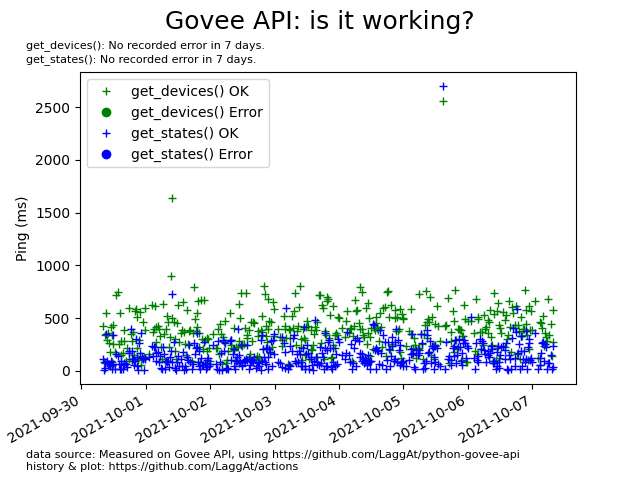 Govee API: is it working?
get_devices(): No recorded error in 7 days.
get_states(): No recorded error in 7 days.
get_devices() OK
get_devices() Error
get_states() OK
get_states() Error
Ping (ms)
2500
2000
1500
1000
500
0
2021-09-30
2021-10-01
2021-10-02
2021-10-03
2021-10-04
2021-10-05
2021-10-06
2021-10-07
data source: Measured on Govee API, using https://github.com/LaggAt/python-govee-api
history & plot: https://github.com/LaggAt/actions